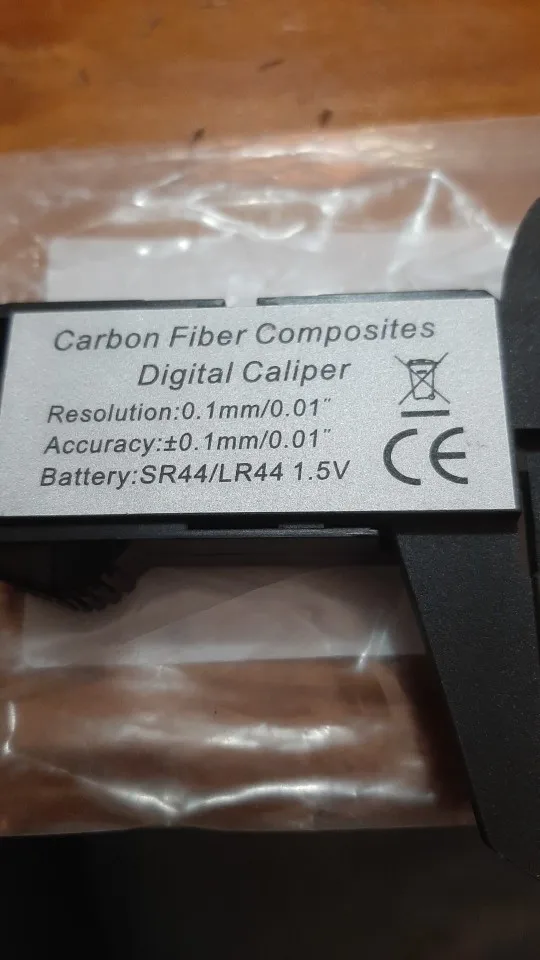 Carbon Fiber Composites
Digital Caliper
Resolution:0.1mm/0.01"
Accuracy:±0.1mm/0.01"
Battery:SR44/LR44 1.5V
CE